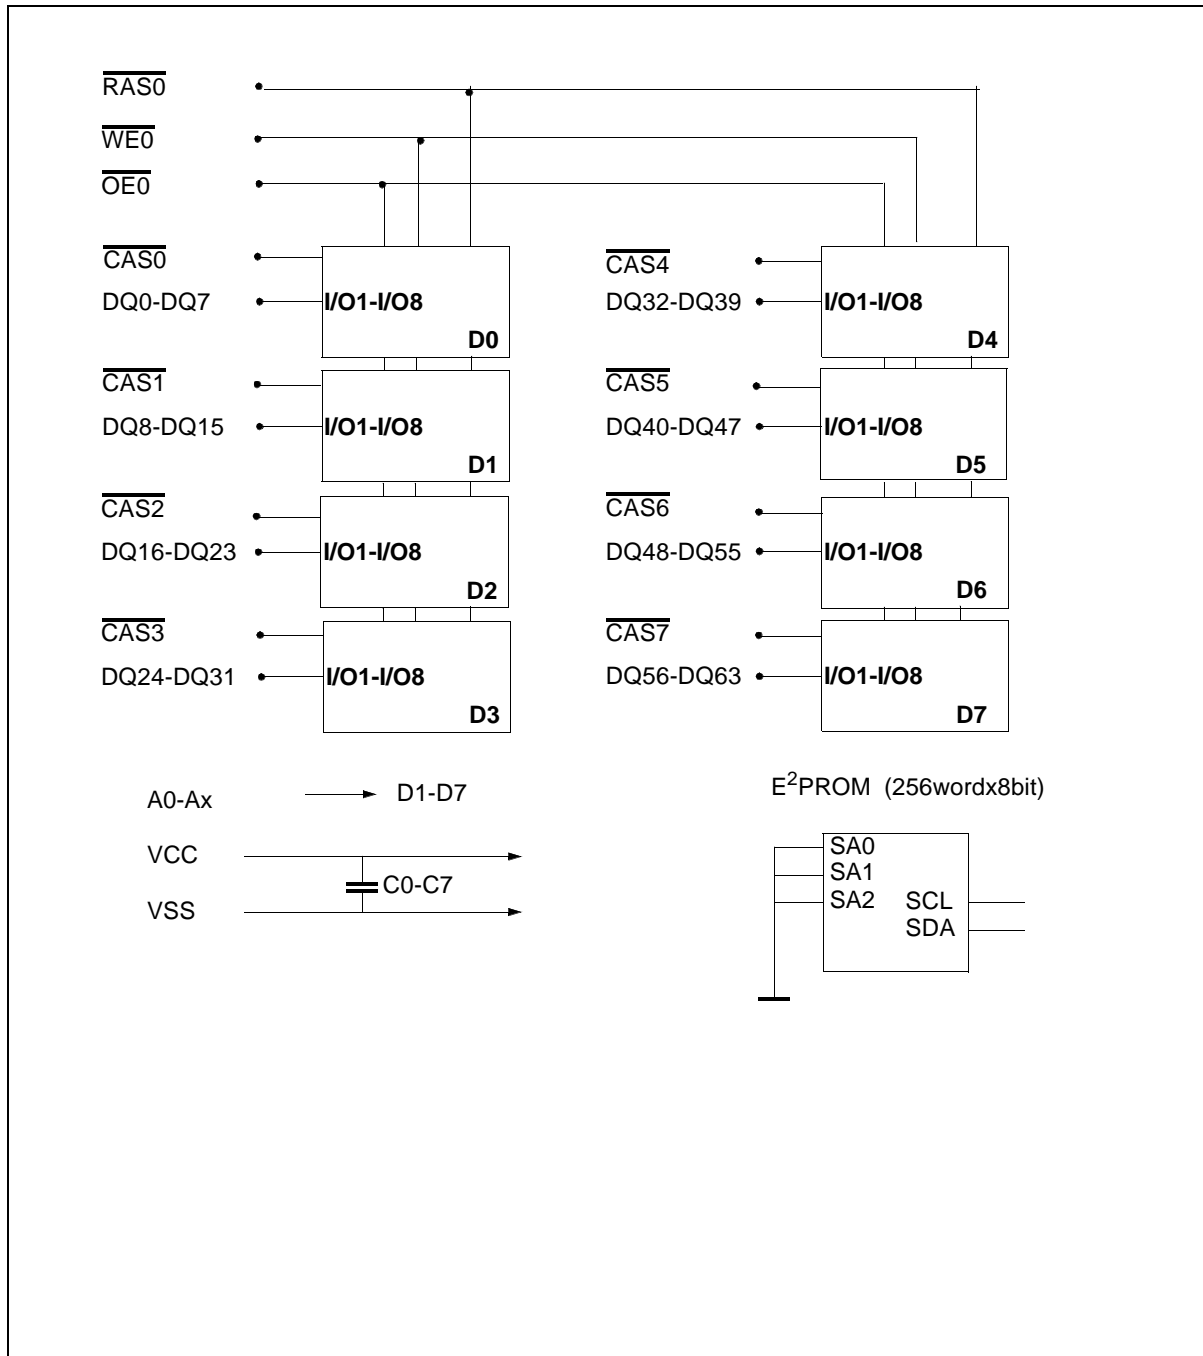 RAS0
WE0
OE0
CAS0
DQ0-DQ7
I/O1-I/O8
D0
CAS1
DQ8-DQ15
I/O1-I/O8
D1
CAS2
DQ16-DQ23
I/O1-I/O8
D2
CAS3
DQ24-DQ31
I/O1-I/O8
D3
CAS4
DQ32-DQ39
I/O1-I/O8
D4
CAS5
DQ40-DQ47
I/O1-I/O8
D5
CAS6
DQ48-DQ55
I/O1-I/O8
D6
CAS7
DQ56-DQ63
I/O1-I/O8
D7
A0-Ax D1-D7
VCC
C0-C7
VSS
E²PROM (256wordx8bit)
SA0
SA1
SA2 SCL
SDA